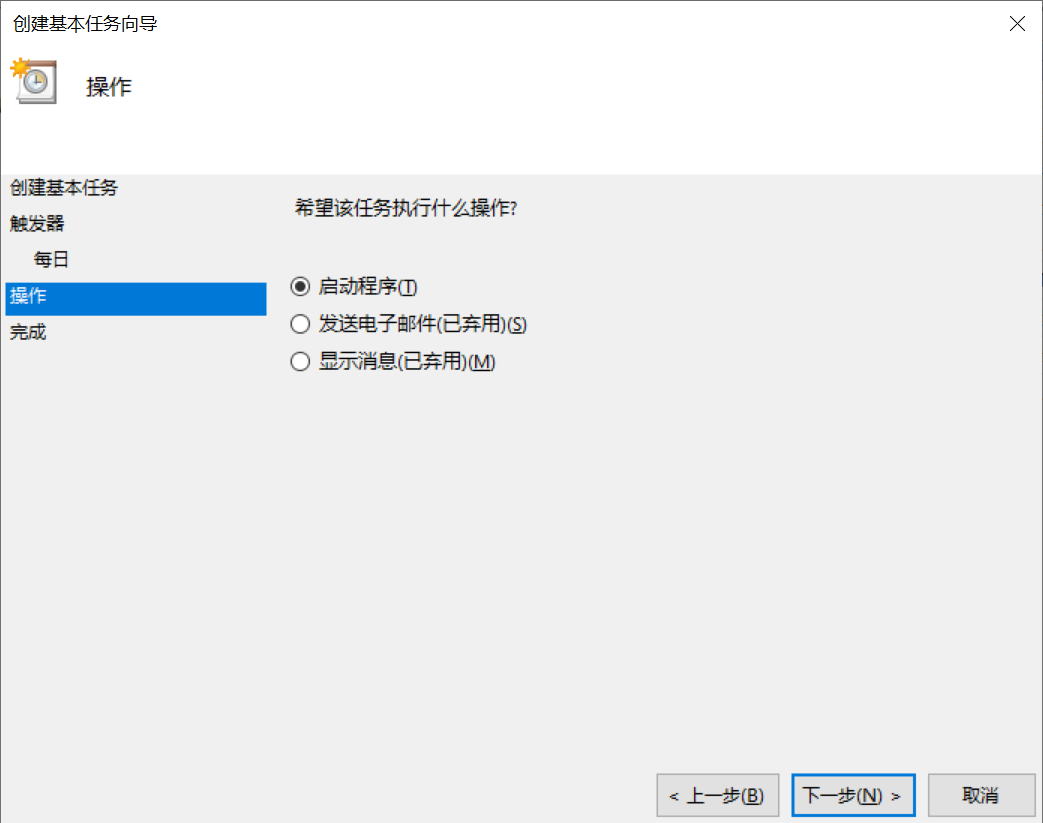 创建基本任务向导
操作
创建基本任务
触发器
每日
操作
完成
希望该任务执行什么操作?
启动程序(T)
发送电子邮件(已弃用)(S)
显示消息(已弃用)(M)
< 上一步(B)
下一步(N) >
取消